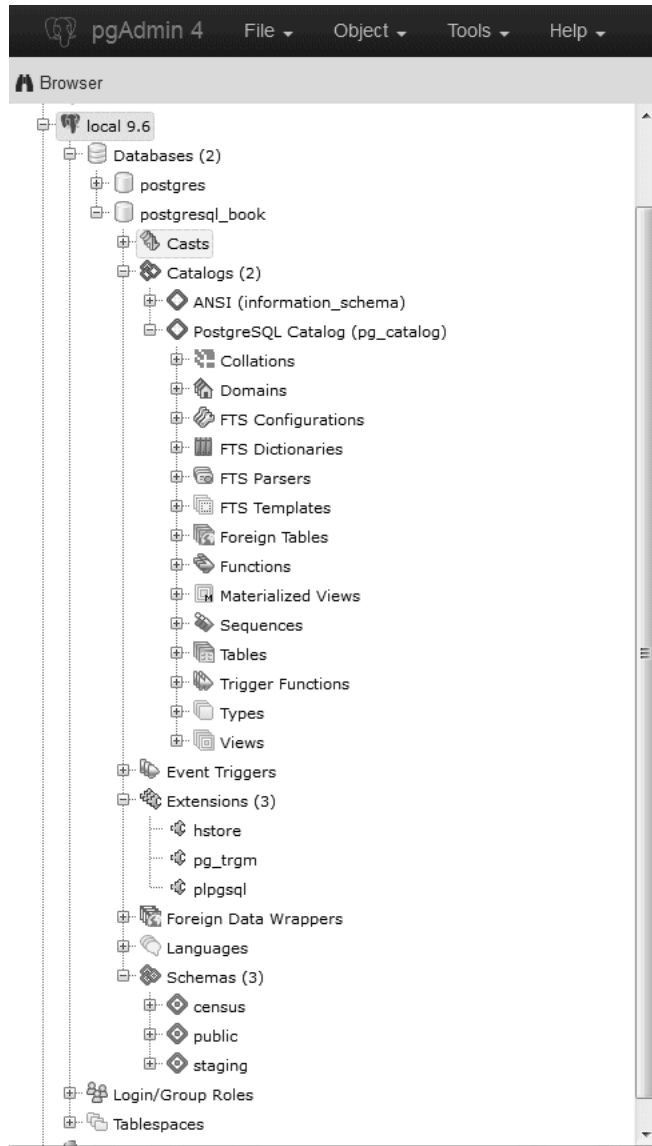 pgAdmin 4 File Object Tools Help
Browser
local 9.6
Databases (2)
postgres
postgresql_book
Casts
Catalogs (2)
ANSI (information_schema)
PostgreSQL Catalog (pg_catalog)
Collations
Domains
FTS Configurations
FTS Dictionaries
FTS Parsers
FTS Templates
Foreign Tables
Functions
Materialized Views
Sequences
Tables
Trigger Functions
Types
Views
Event Triggers
Extensions (3)
hstore
pg_trgm
plpgsql
Foreign Data Wrappers
Languages
Schemas (3)
census
public
staging
Login/Group Roles
Tablespaces